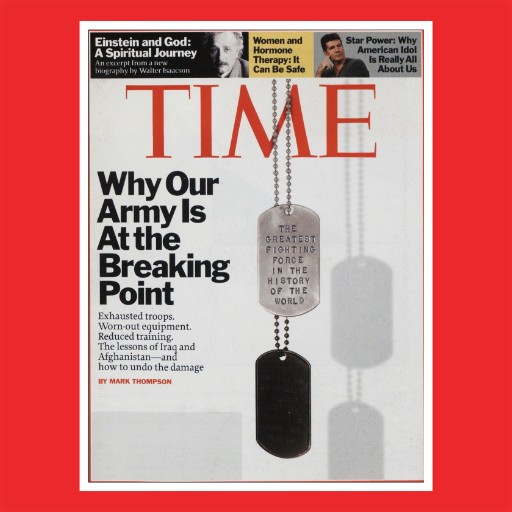 Einstein and God:
A Spiritual Journey
An excerpt from a new
biography by Walter Isaacson
Women and
Hormone
Therapy: It
Can Be Safe
Star Power: Why
American Idol
Is Really All
About Us
TIME
Why Our
Army Is
At the
Breaking
Point
Exhausted troops.
Worn-out equipment.
Reduced training.
The lessons of Iraq and
Afghanistan—and
how to undo the damage
BY MARK THOMPSON
THE
GREATEST
FIGHTING
FORCE
IN THE
HISTORY
OF THE
WORLD